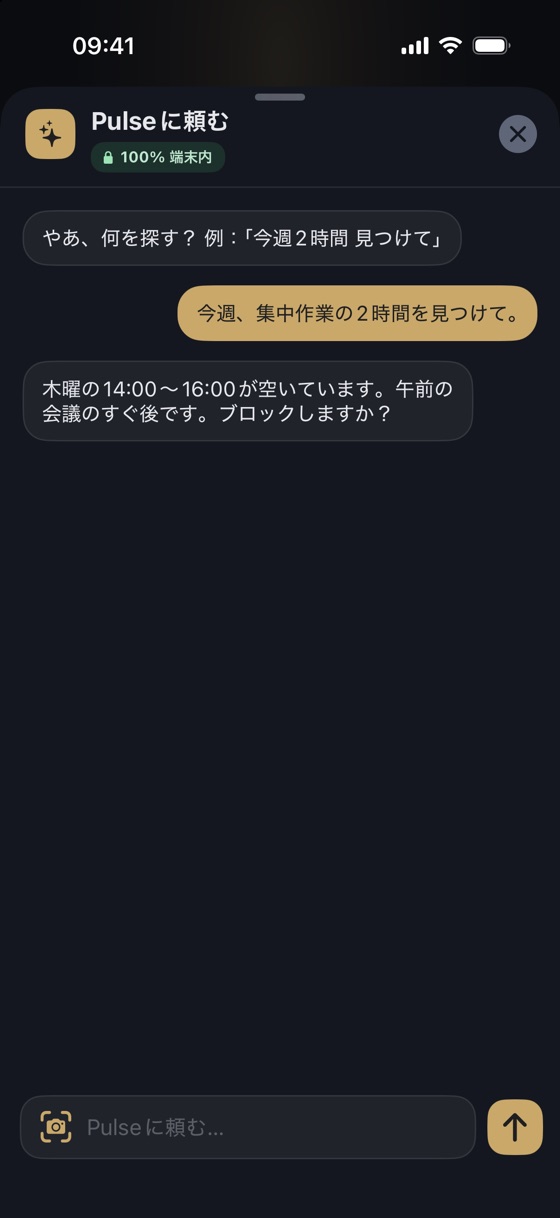 09:41
Pulseに頼む
100% 端末内
やあ、何を探す？ 例：「今週2時間 見つけて」
今週、集中作業の2時間を見つけて。
木曜の14:00〜16:00が空いています。午前の
会議のすぐ後です。ブロックしますか？
Pulseに頼む…